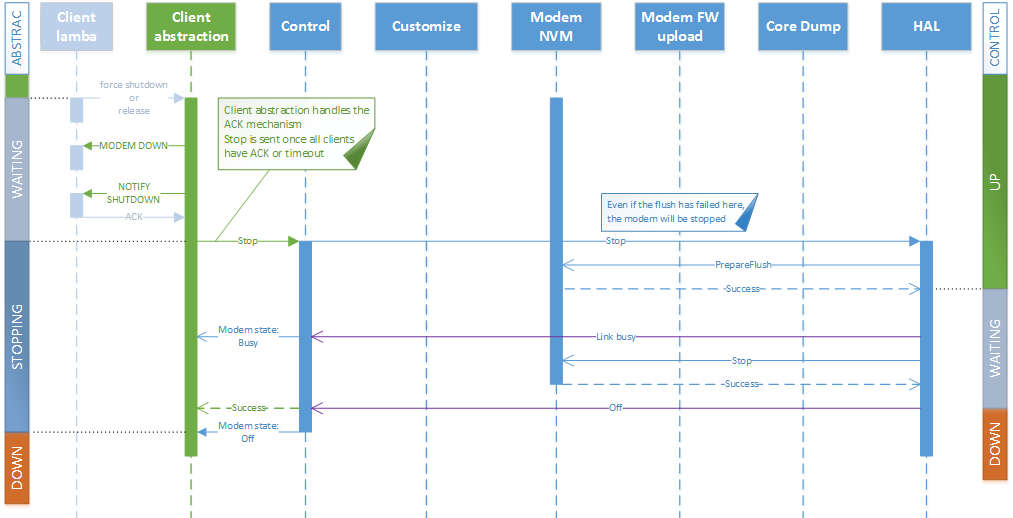 ABSTRAC
Client
lamba
Client
abstraction
Control
Customize
Modem
NVM
Modem FW
upload
Core Dump
HAL
CONTROL
force shutdown
or
release
Client abstraction handles the
ACK mechanism
Stop is sent once all clients
have ACK or timeout
WAITING
MODEM DOWN
UP
NOTIFY
SHUTDOWN
ACK
Even if the flush has failed here,
the modem will be stopped
Stop
Stop
PrepareFlush
Success
STOPPING
Modem state:
Busy
Link busy
WAITING
Stop
Success
Success
Off
Modem state:
Off
DOWN
DOWN